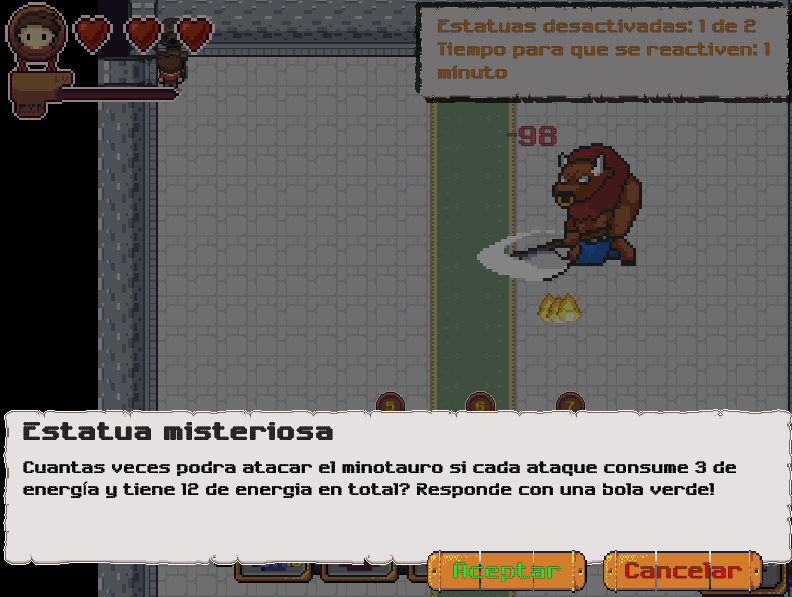 Estatuas desactivadas: 1 de 2
Tiempo para que se reactiven: 1
minuto
LV
-98
5 6 7
Estatua misteriosa
Cuantas veces podra atacar el minotauro si cada ataque consume 3 de
energía y tiene 12 de energia en total? Responde con una bola verde!
Aceptar Cancelar